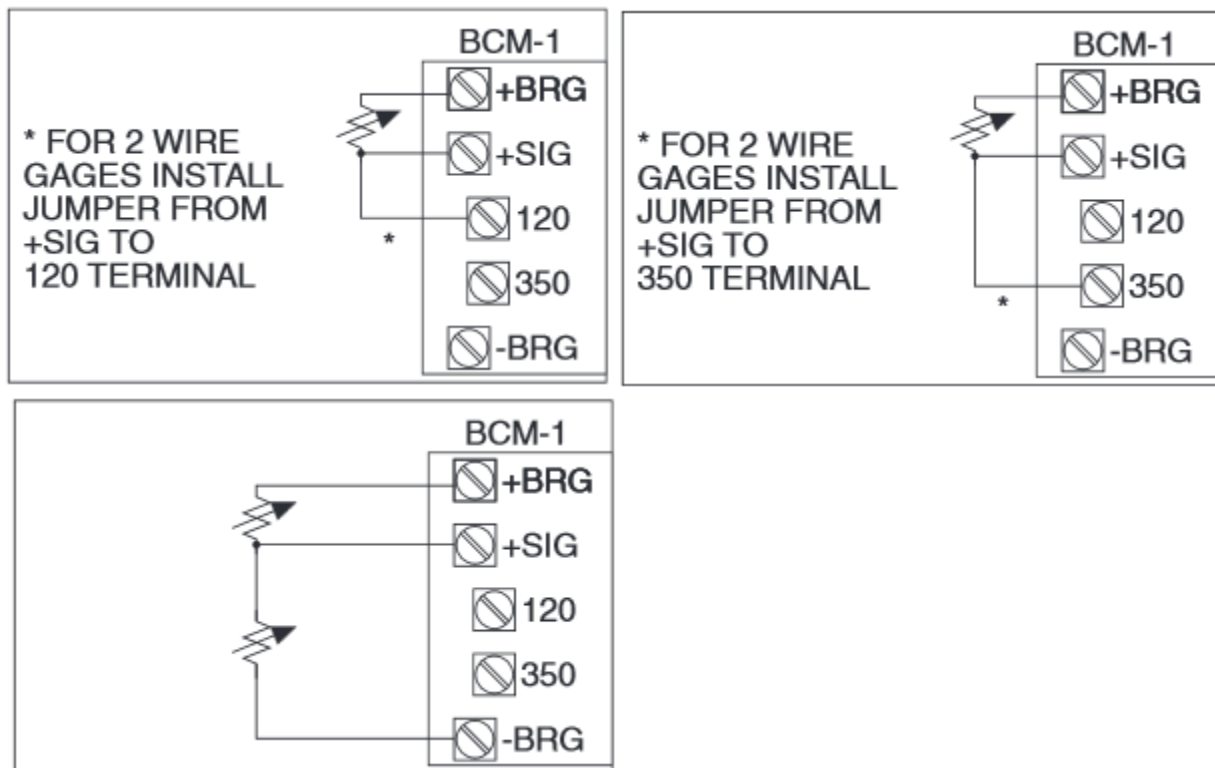 BCM-1
+BRG
* FOR 2 WIRE
GAGES INSTALL
JUMPER FROM
+SIG TO
120 TERMINAL
+SIG
120
*
350
-BRG
BCM-1
+BRG
* FOR 2 WIRE
GAGES INSTALL
JUMPER FROM
+SIG TO
350 TERMINAL
+SIG
120
350
*
-BRG
BCM-1
+BRG
+SIG
120
350
-BRG